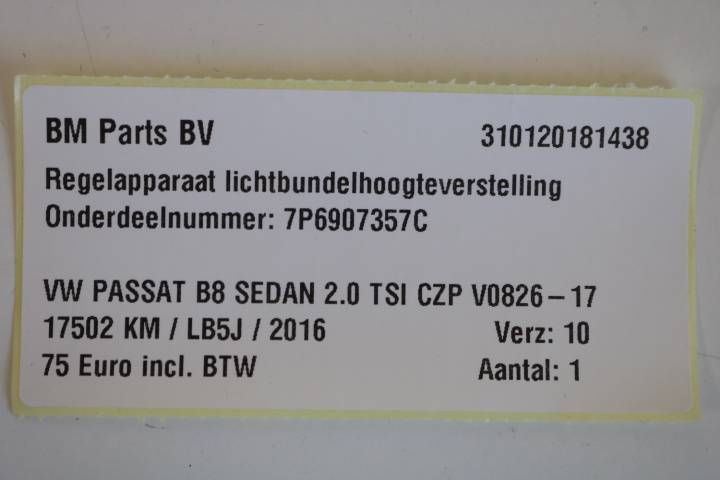 BM Parts BV 310120181438
Regelapparaat lichtbundelhoogteverstelling
Onderdeelnummer: 7P6907357C
VW PASSAT B8 SEDAN 2.0 TSI CZP V0826-17
17502 KM / LB5J / 2016 Verz: 10
75 Euro incl. BTW Aantal: 1